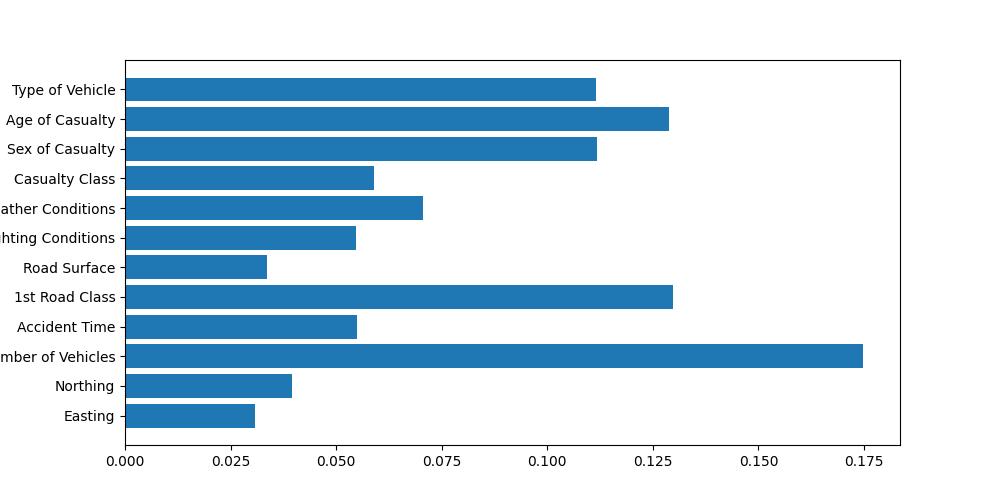 Type of Vehicle
Age of Casualty
Sex of Casualty
Casualty Class
ather Conditions
hting Conditions
Road Surface
1st Road Class
Accident Time
mber of Vehicles
Northing
Easting
0.000 0.025 0.050 0.075 0.100 0.125 0.150 0.175